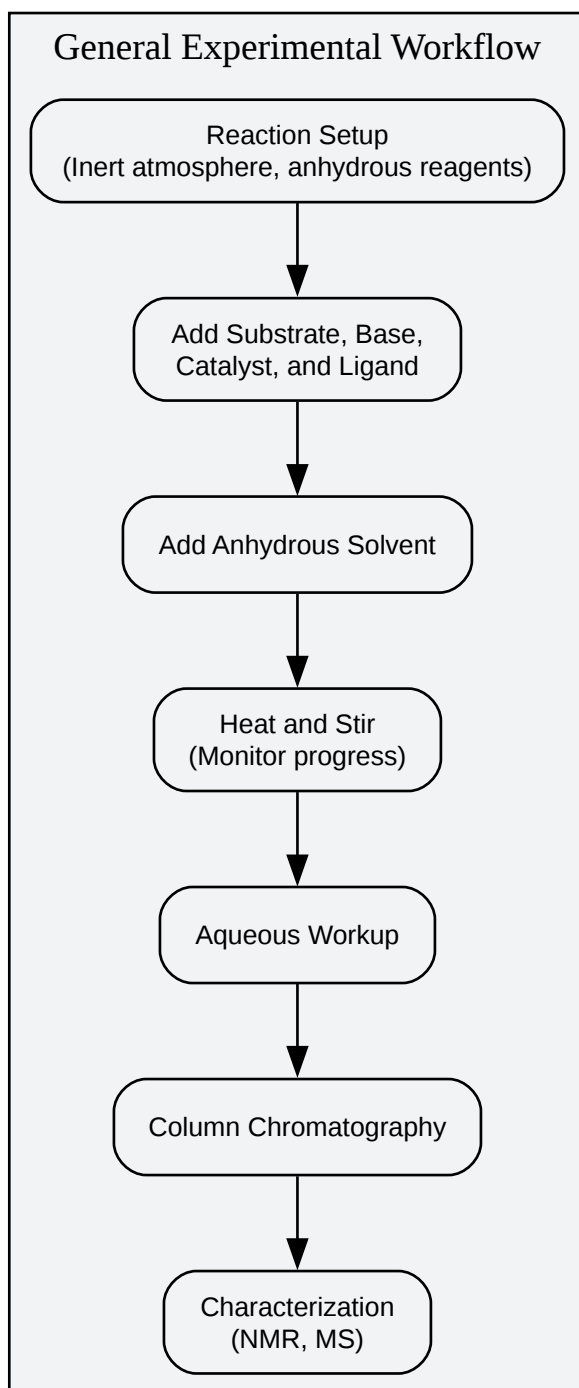 General Experimental Workflow
Reaction Setup
(Inert atmosphere, anhydrous reagents)
Add Substrate, Base,
Catalyst, and Ligand
Add Anhydrous Solvent
Heat and Stir
(Monitor progress)
Aqueous Workup
Column Chromatography
Characterization
(NMR, MS)